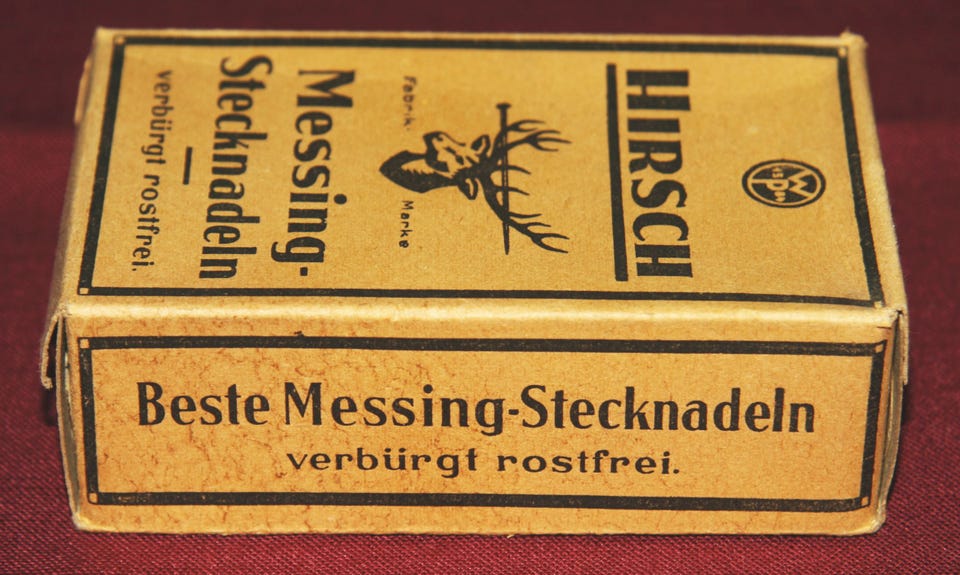 HIRSCH
Fabrik- Marke
Messing-
Stecknadeln
verbürgt rostfrei.
Beste Messing-Stecknadeln
verbürgt rostfrei.